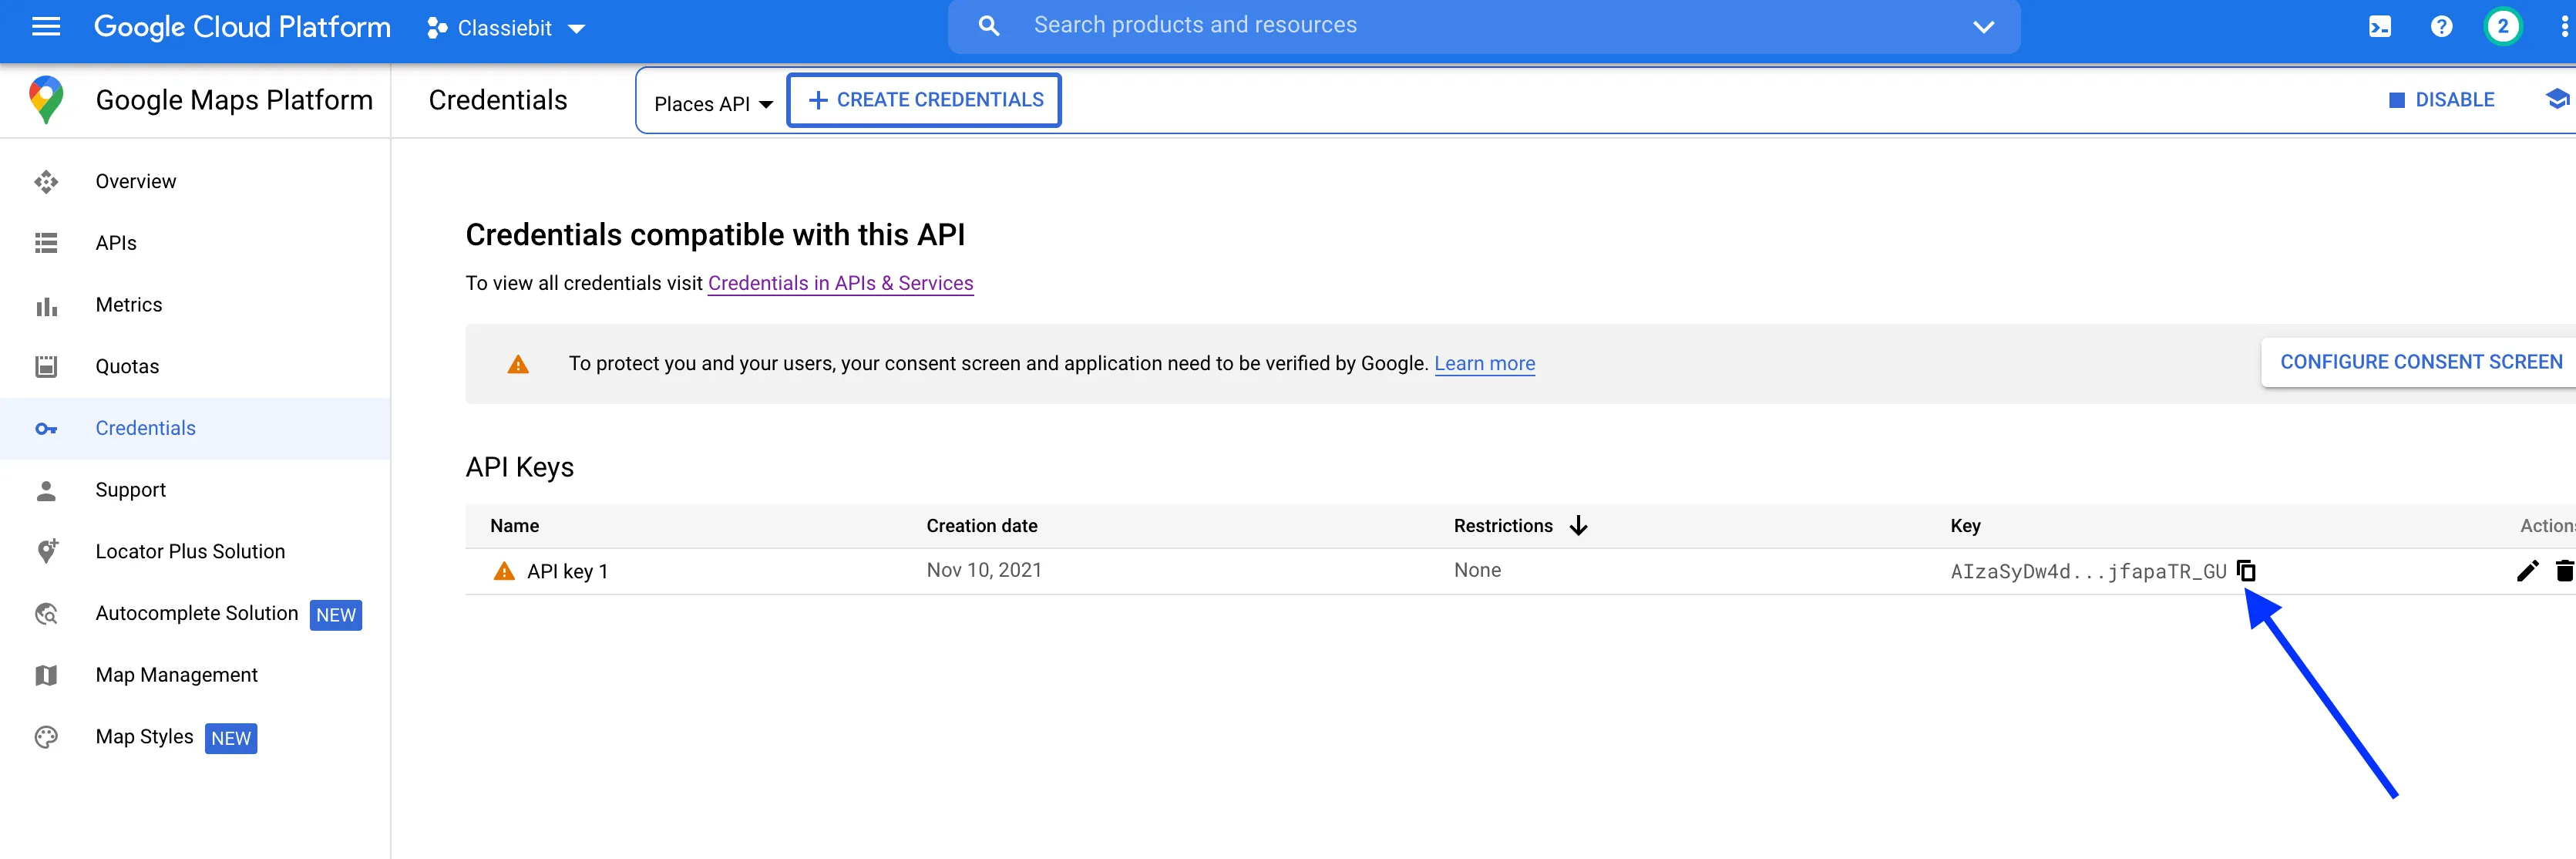 Google Cloud Platform
Classiebit
Search products and resources
2
Google Maps Platform
Credentials
Places API
+ CREATE CREDENTIALS
DISABLE
Overview
APIs
Metrics
Quotas
Credentials
Support
Locator Plus Solution
Autocomplete Solution NEW
Map Management
Map Styles NEW
Credentials compatible with this API
To view all credentials visit Credentials in APIs & Services
To protect you and your users, your consent screen and application need to be verified by Google. Learn more
CONFIGURE CONSENT SCREEN
API Keys
Name Creation date Restrictions Key Action
API key 1 Nov 10, 2021 None AIzaSyDw4d...jfapaTR_GU